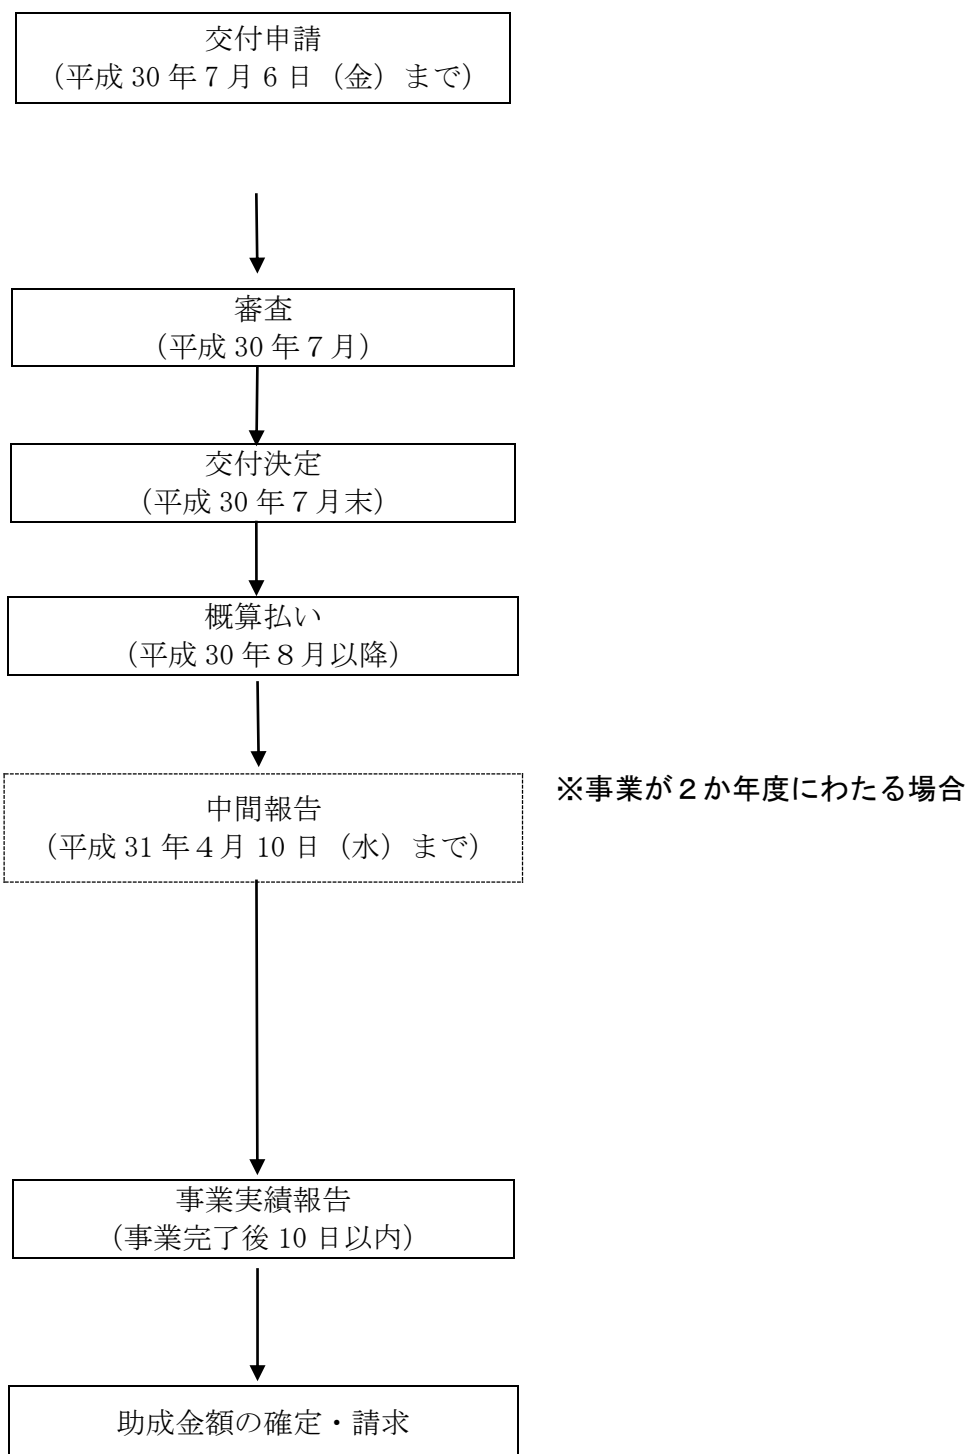 交付申請
（平成 30 年 7 月 6 日（金）まで）
審査
（平成 30 年７月）
交付決定
（平成 30 年７月末）
概算払い
（平成 30 年８月以降）
中間報告
（平成 31 年４月 10 日（水）まで）
※事業が２か年度にわたる場合
事業実績報告
（事業完了後 10 日以内）
助成金額の確定・請求